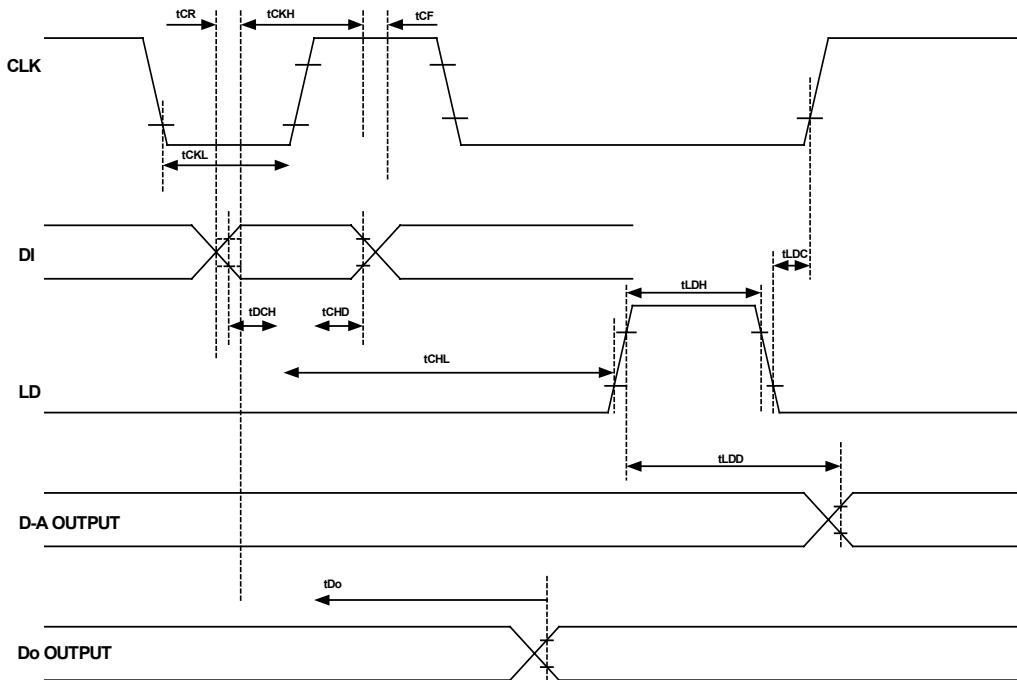 tCR
tCKH
tCF
CLK
tCKL
DI
tLDC
tLDH
tDCH
tCHD
tCHL
LD
tLDD
D-A OUTPUT
tDo
Do OUTPUT